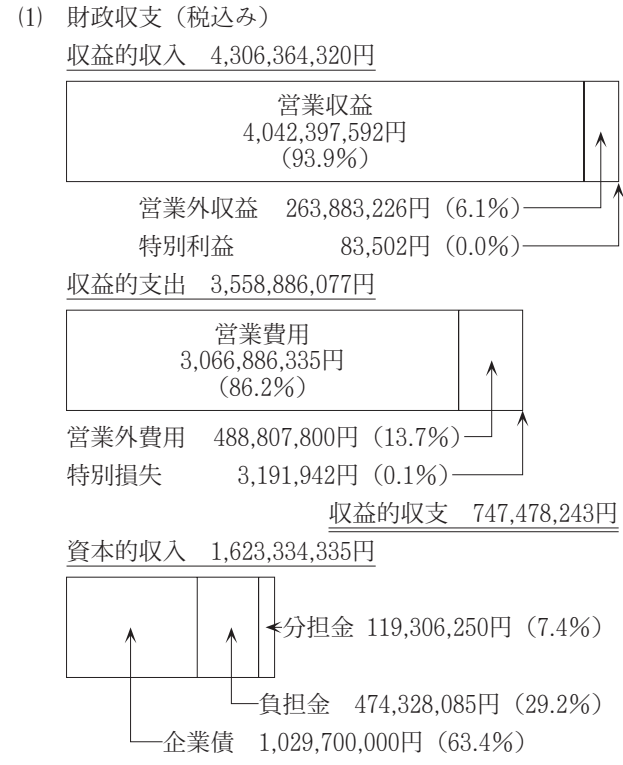 ⑴　財政収支（税込み）
収益的収入　4,306,364,320円
営業収益
4,042,397,592円
（93.9％）
営業外収益　263,883,226円（6.1％）
特別利益　83,502円（0.0％）
収益的支出　3,558,886,077円
営業費用
3,066,886,335円
（86.2％）
営業外費用　488,807,800円（13.7％）
特別損失　3,191,942円（0.1％）
収益的収支　747,478,243円
資本的収入　1,623,334,335円
分担金 119,306,250円（7.4％）
負担金　474,328,085円（29.2％）
企業債　1,029,700,000円（63.4％）